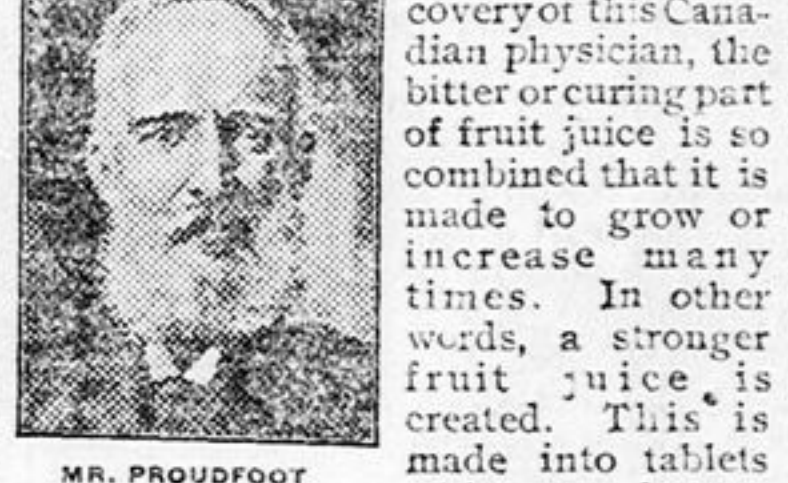 covery of this Cana-
dian physician, the
bitter or curing part
of fruit juice is so
combined that it is
made to grow or
increase many
times. In other
words, a stronger
fruit juice is
created. This is
made into tablets
MR. PROUDFOOT